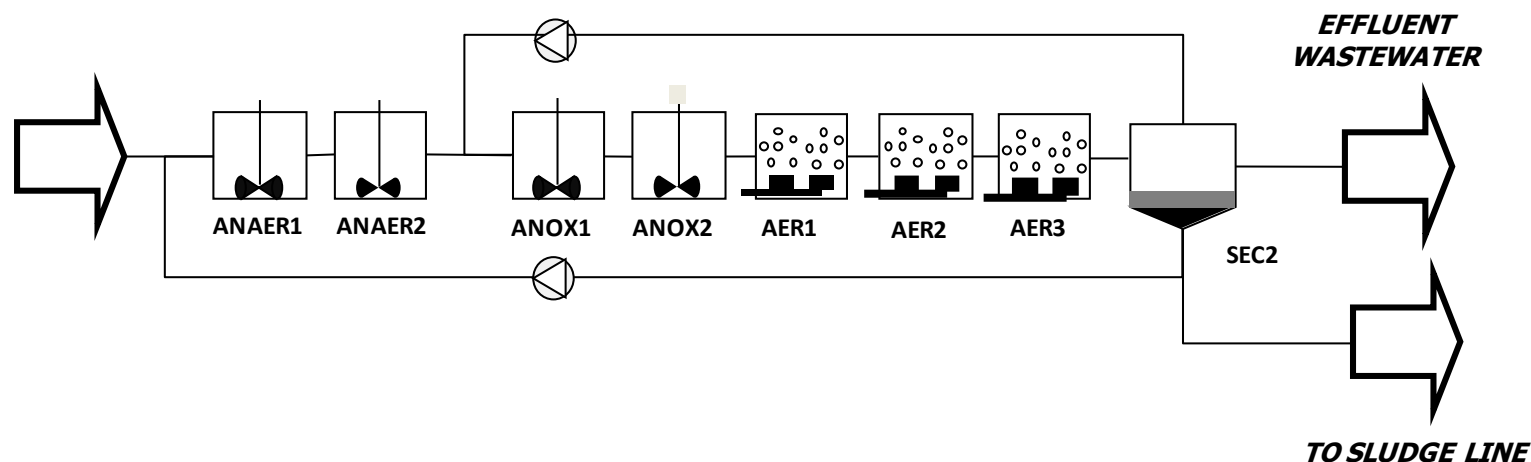 EFFLUENT
WASTEWATER
ANAER1
ANAER2
ANOX1
ANOX2
AER1
AER2
AER3
SEC2
TO SLUDGE LINE